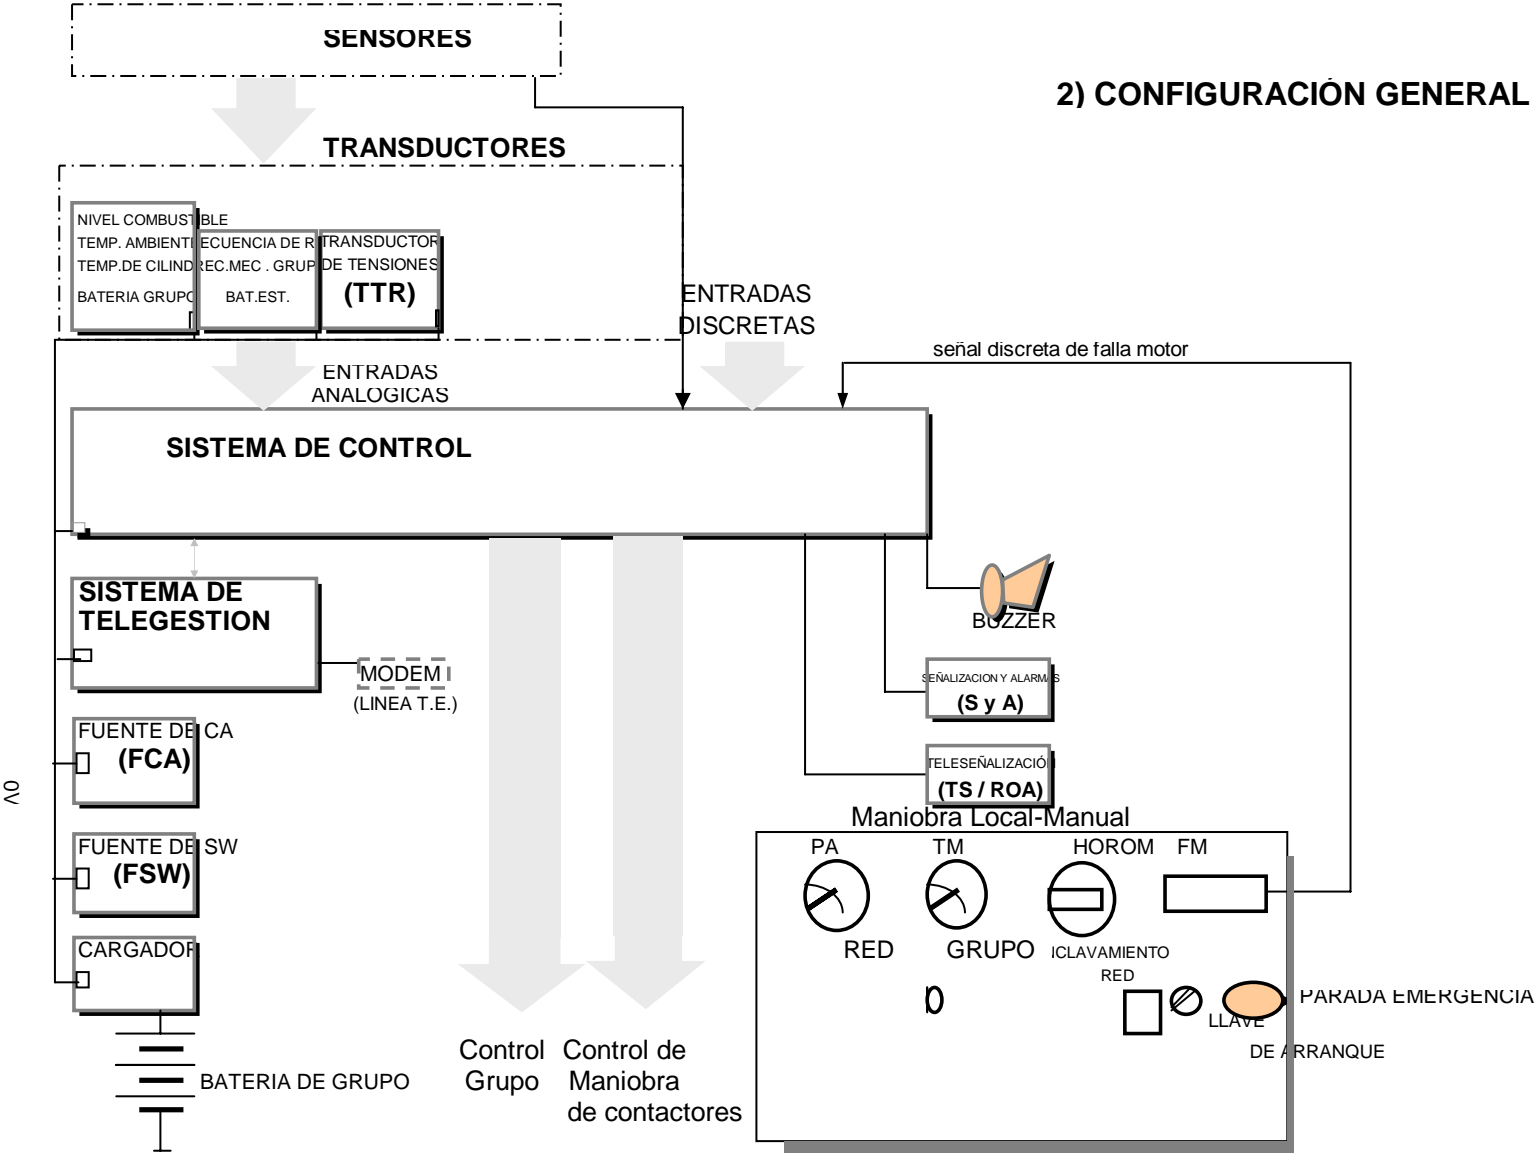 SENSORES
2) CONFIGURACIÓN GENERAL
TRANSDUCTORES
NIVEL COMBUSTIBLE
TEMP. AMBIENTE
TEMP.DE CILIND
BATERIA GRUPO
ECUENCIA DE R
REC.MEC . GRUP
BAT.EST.
TRANSDUCTOR
DE TENSIONES
(TTR)
ENTRADAS
DISCRETAS
señal discreta de falla motor
ENTRADAS
ANALOGICAS
SISTEMA DE CONTROL
SISTEMA DE
TELEGESTION
MODEM
(LINEA T.E.)
BUZZER
SEÑALIZACION Y ALARMAS
(S y A)
TELESEÑALIZACIÓN
(TS / ROA)
FUENTE DE CA
(FCA)
0V
FUENTE DE SW
(FSW)
CARGADOR
BATERIA DE GRUPO
Control
Grupo
Control de
Maniobra
de contactores
Maniobra Local-Manual
PA TM HOROM FM
RED GRUPO
NCLAVAMIENTO
RED
PARADA EMERGENCIA
LLAVE
DE ARRANQUE